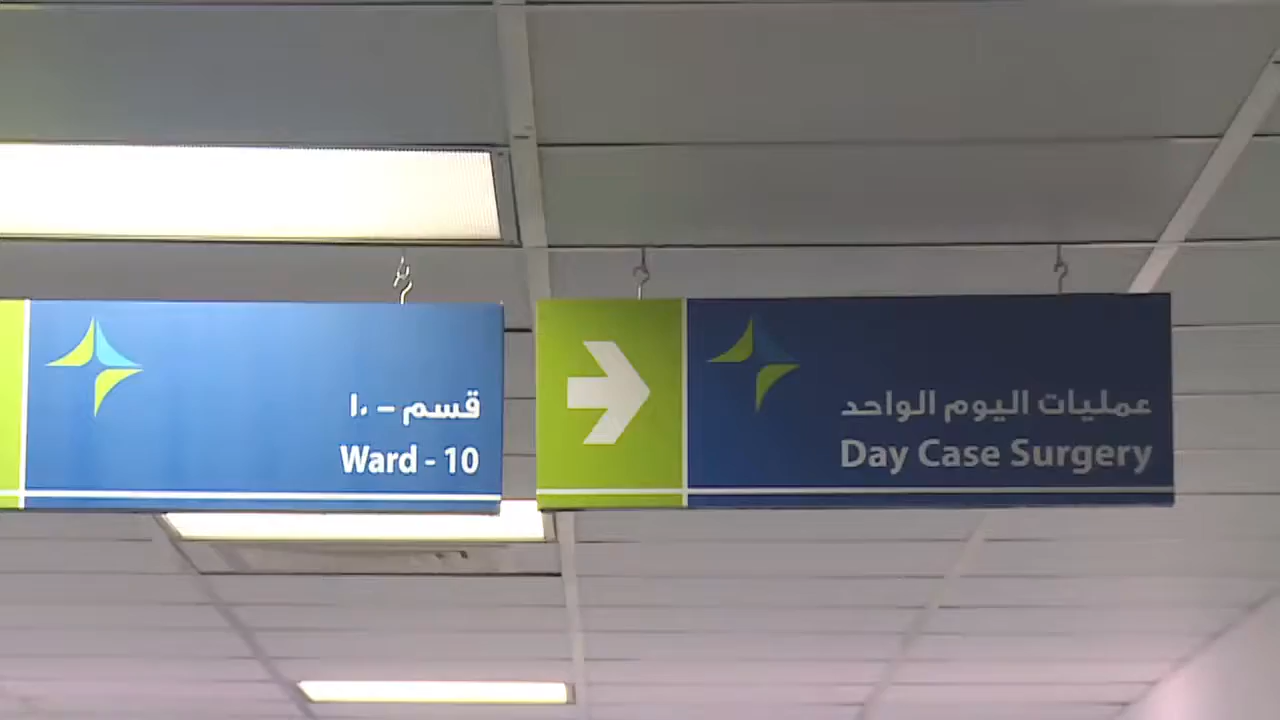 قسم - ١٠
Ward - 10
عمليات اليوم الواحد
Day Case Surgery